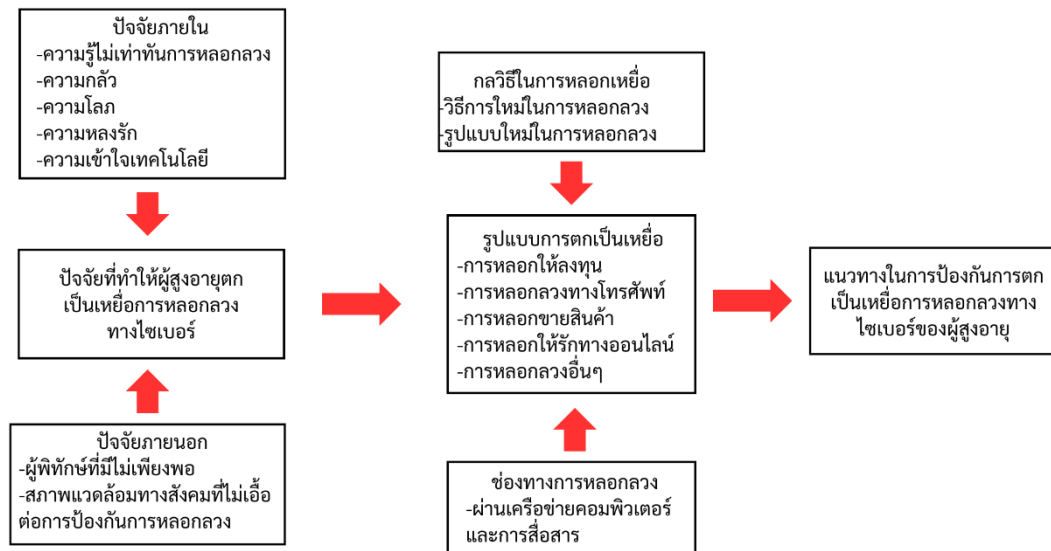 ปัจจัยภายใน
-ความรู้ไม่เท่าทันการหลอกลวง
-ความกลัว
-ความโลภ
-ความหลงรัก
-ความเข้าใจเทคโนโลยี
ปัจจัยที่ทำให้ผู้สูงอายุตก
เป็นเหยื่อการหลอกลวง
ทางไซเบอร์
ปัจจัยภายนอก
-ผู้พิทักษ์ที่มีไม่เพียงพอ
-สภาพแวดล้อมทางสังคมที่ไม่เอื้อ
ต่อการป้องกันการหลอกลวง
กลวิธีในการหลอกเหยื่อ
-วิธีการใหม่ในการหลอกลวง
-รูปแบบใหม่ในการหลอกลวง
รูปแบบการตกเป็นเหยื่อ
-การหลอกให้ลงทุน
-การหลอกลวงทางโทรศัพท์
-การหลอกขายสินค้า
-การหลอกให้รักทางออนไลน์
-การหลอกลวงอื่นๆ
ช่องทางการหลอกลวง
-ผ่านเครือข่ายคอมพิวเตอร์
และการสื่อสาร
แนวทางในการป้องกันการตก
เป็นเหยื่อการหลอกลวงทาง
ไซเบอร์ของผู้สูงอายุ